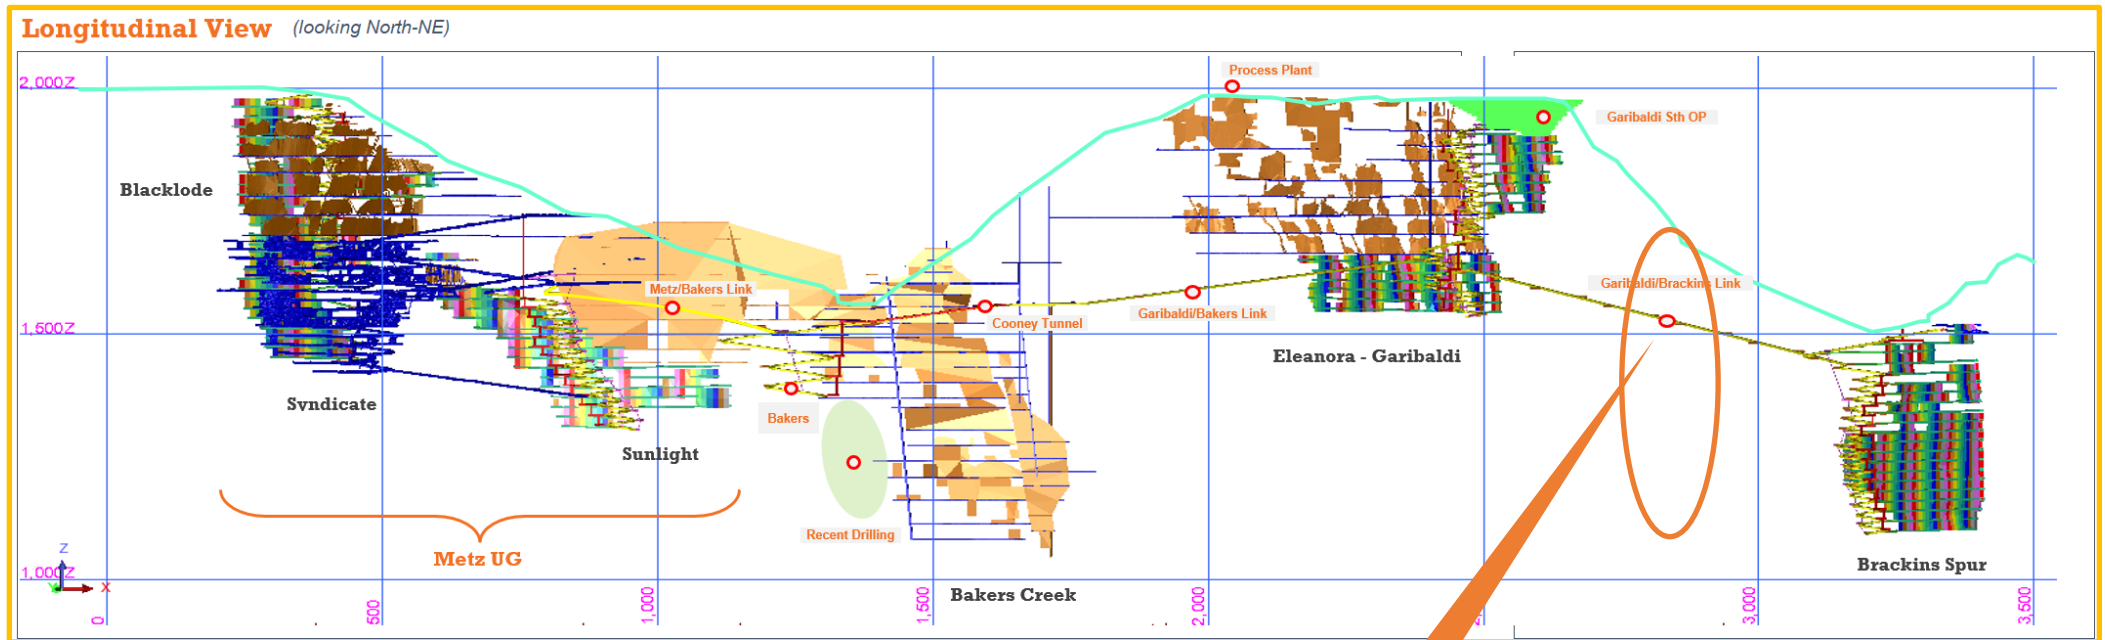 Longitudinal View (looking North-NE)
2,000Z
Process Plant
Garibaldi Sth OP
Blacklode
Metz/Bakers Link
Garibaldi/Brackins Link
Cooney Tunnel
Garibaldi/Bakers Link
1,500Z
Eleanora - Garibaldi
Syndicate
Bakers
Sunlight
Recent Drilling
Metz UG
Z
1,000Z
X
Brackins Spur
Bakers Creek
0
500
1,000
1,500
2,000
3,000
3,500